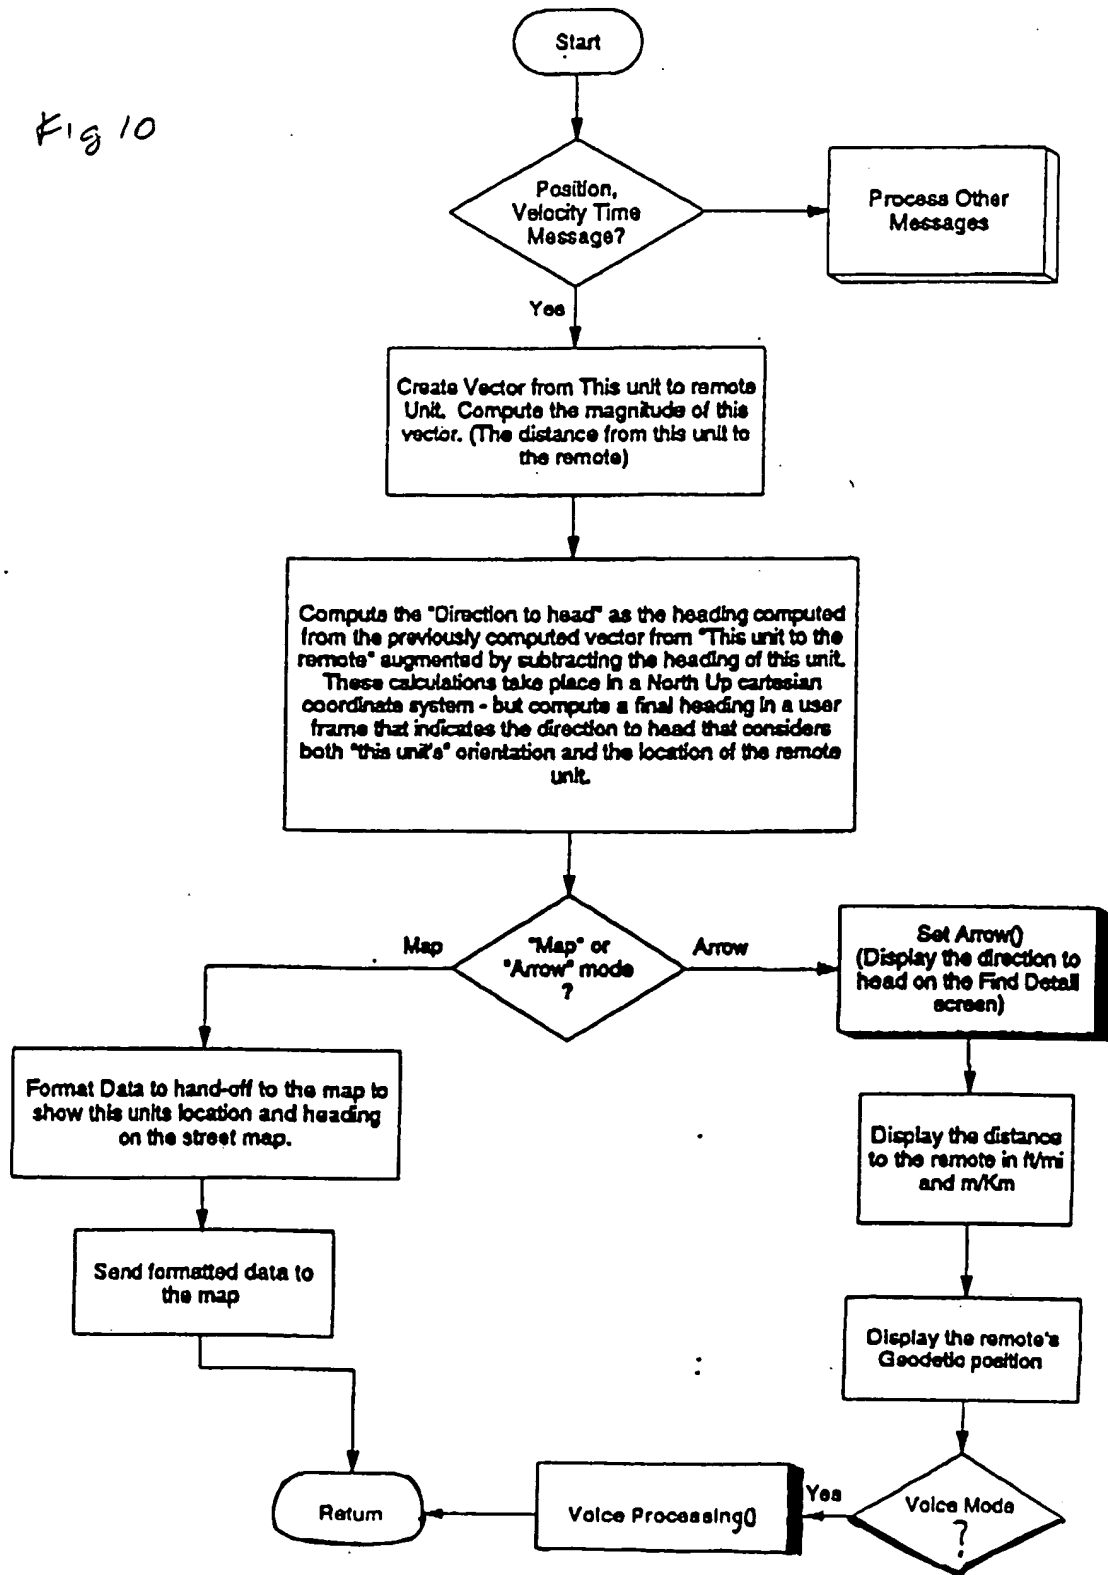 Start
Fig 10
Position,
Velocity Time
Message?
Process Other
Messages
Yes
Create Vector from This unit to remote
Unit. Compute the magnitude of this
vector. (The distance from this unit to
the remote)
Compute the "Direction to head" as the heading computed
from the previously computed vector from "This unit to the
remote" augmented by subtracting the heading of this unit.
These calculations take place in a North Up cartesian
coordinate system - but compute a final heading in a user
frame that indicates the direction to head that considers
both "this unit's" orientation and the location of the remote
unit.
Map
"Map" or
"Arrow" mode
?
Arrow
Set Arrow()
(Display the direction to
head on the Find Detail
screen)
Format Data to hand-off to the map to
show this units location and heading
on the street map.
Display the distance
to the remote in ft/mi
and m/Km
Send formatted data to
the map
Display the remote's
Geodetic position
Return
Voice Processing()
Yes
Voice Mode
?